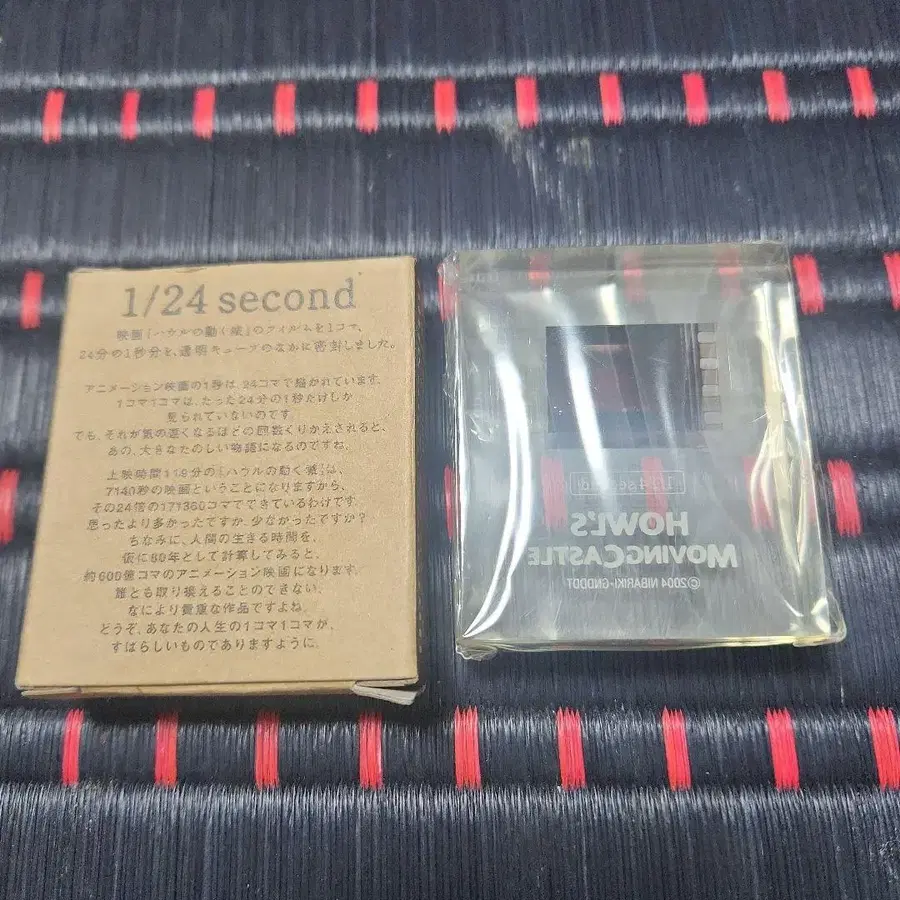 1/24 second
映画「ハウルの動く城」のフィルムを1コマ、
24分の1秒分を、透明キューブのなかに密封しました。
アニメーション映画の1秒は、24コマで描かれています。
1コマ1コマは、たった24分の1秒だけしか
見られていないのです。
でも、それが気の遠くなるほどの回数くりかえされると、
あの、大きなたのしい物語になるのですね。
上映時間119分の「ハウルの動く城」は、
7140秒の映画ということになりますから、
その24倍の171360コマでできているわけです。
思ったより多かったですか、少なかったですか?
ちなみに、人間の生きる時間を、
仮に80年として計算してみると、
約600億コマのアニメーション映画になります。
誰とも取り換えることのできない、
なにより貴重な作品ですよね。
どうぞ、あなたの人生の1コマ1コマが、
すばらしいものでありますように。
1/24 second
HOWL'S
MOVING CASTLE
©2004 NIBARIKI・GNDDDT